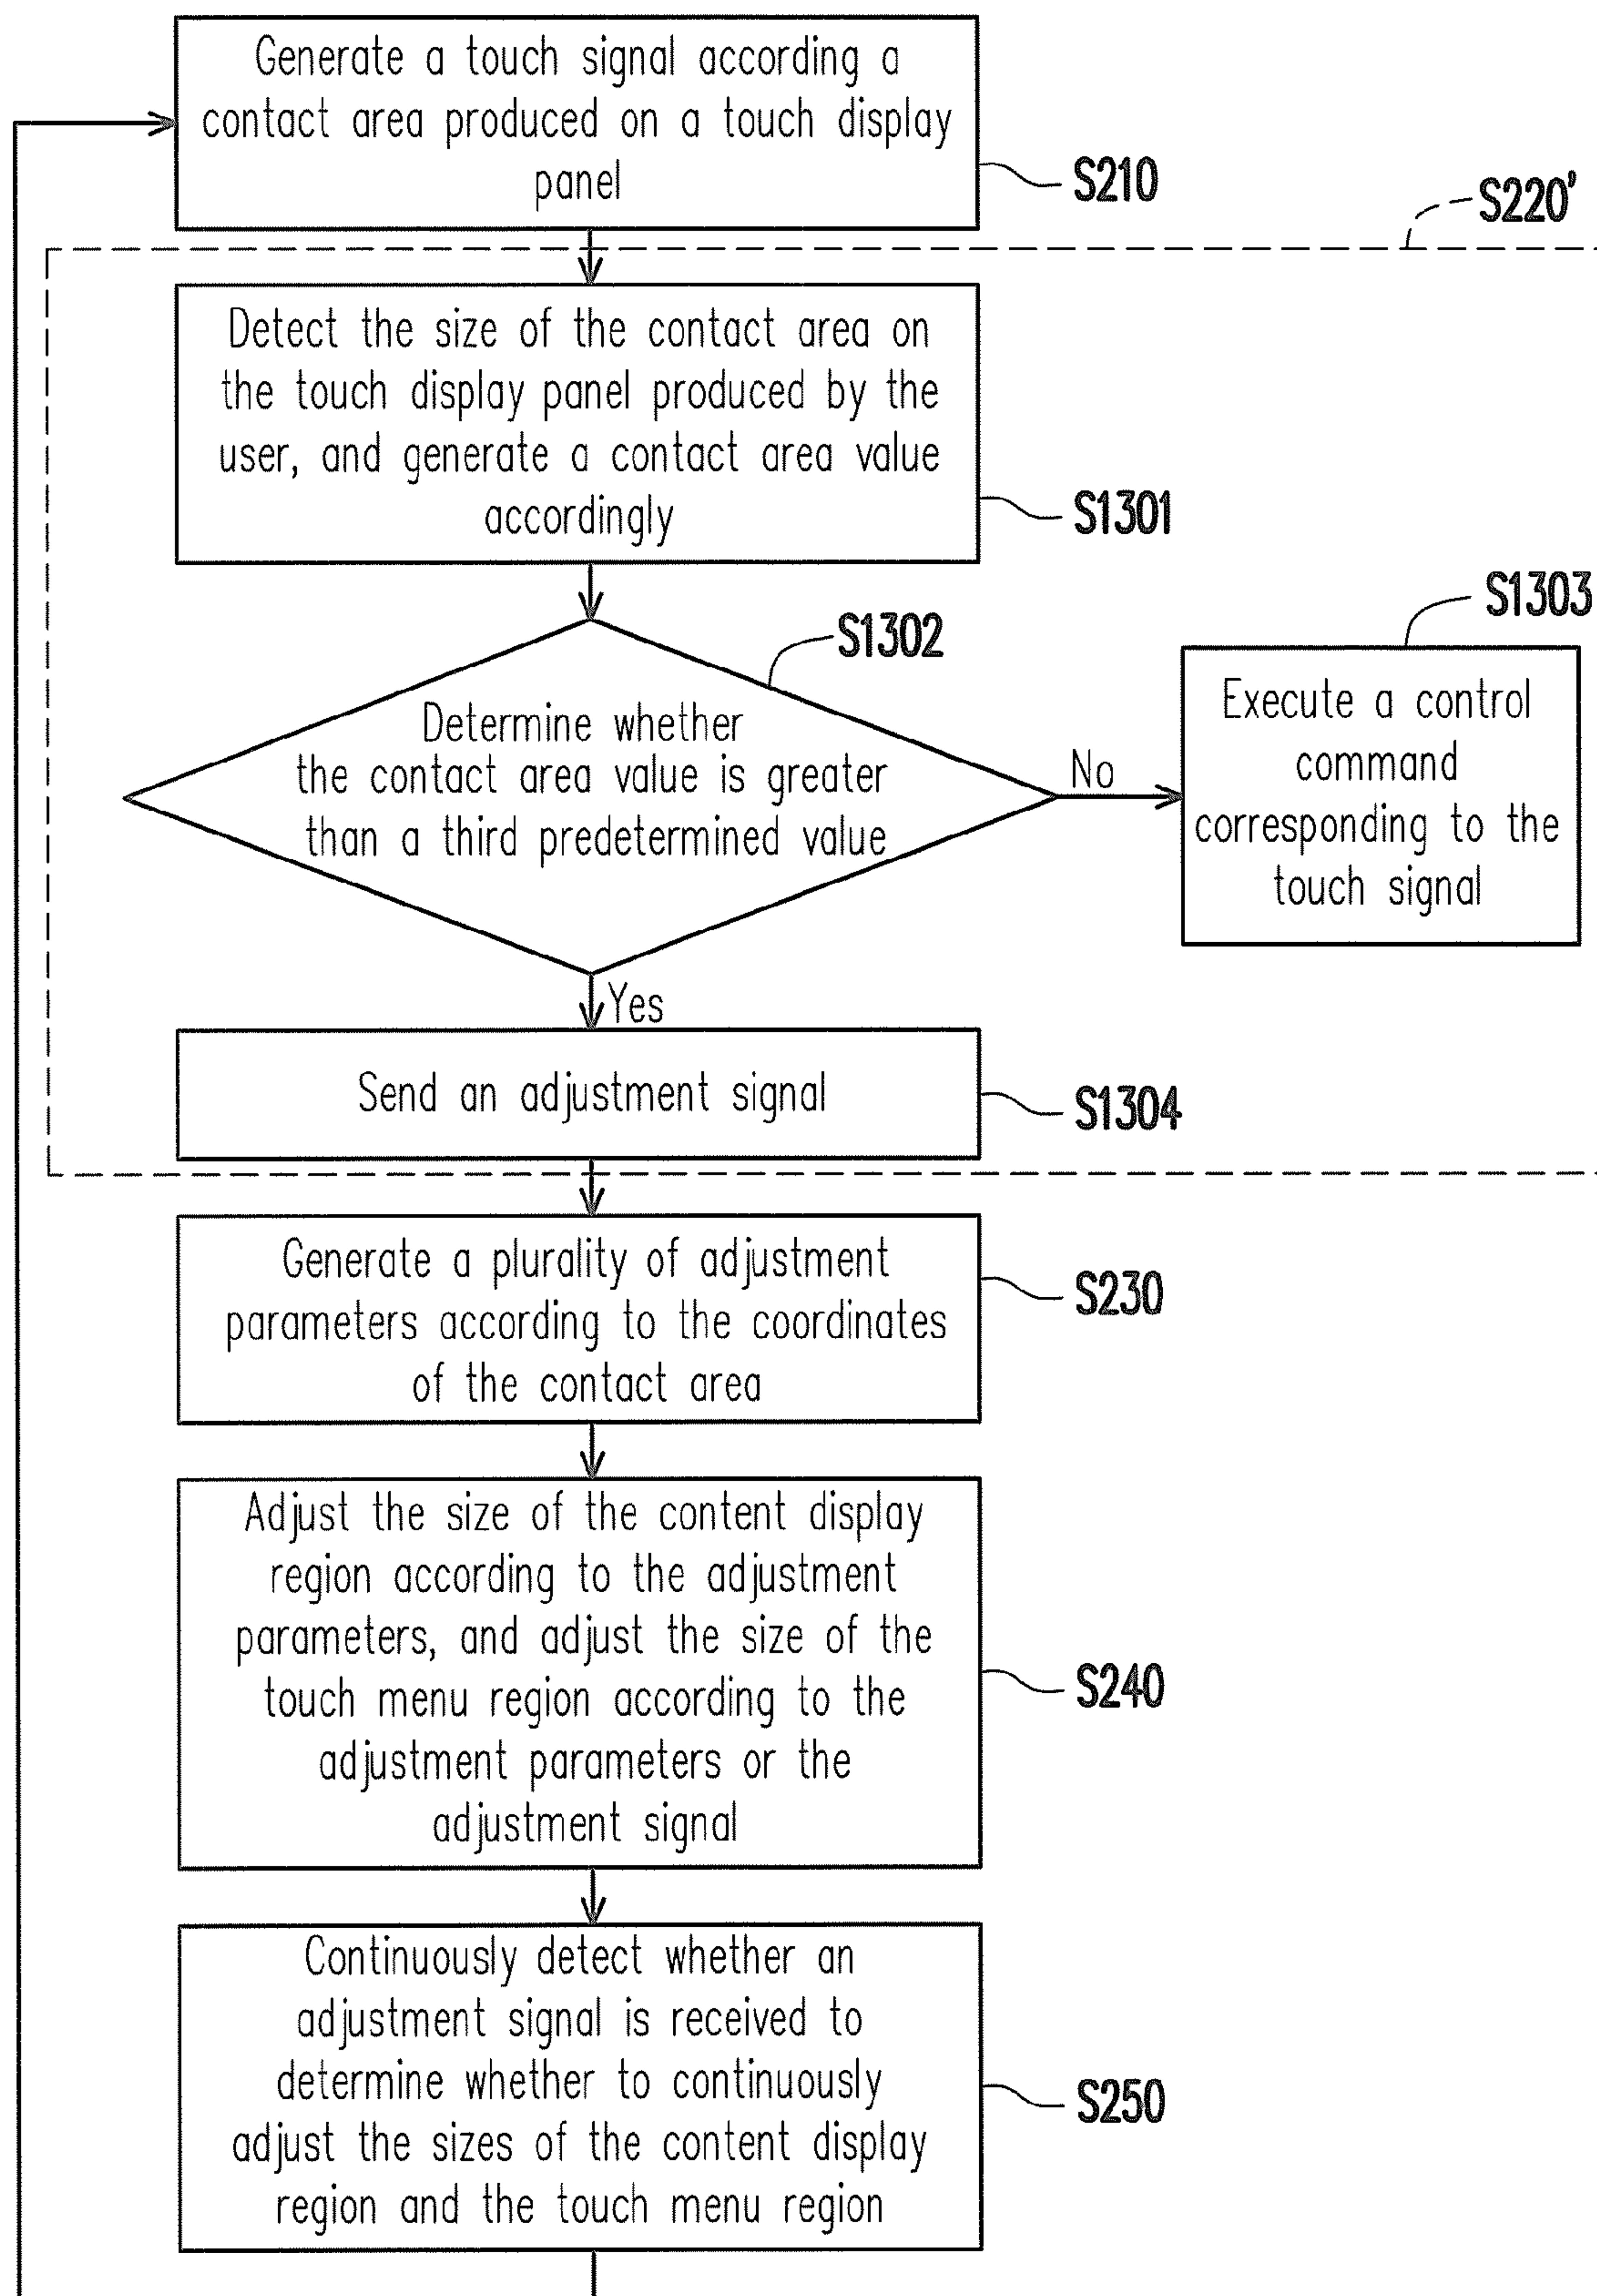 Generate a touch signal according a
contact area produced on a touch display
panel
S210
S220'
Detect the size of the contact area on
the touch display panel produced by the
user, and generate a contact area value
accordingly
S1301
S1302
Determine whether
the contact area value is greater
than a third predetermined value
No
S1303
Execute a control
command
corresponding to the
touch signal
Yes
Send an adjustment signal
S1304
Generate a plurality of adjustment
parameters according to the coordinates
of the contact area
S230
Adjust the size of the content display
region according to the adjustment
parameters, and adjust the size of the
touch menu region according to the
adjustment parameters or the
adjustment signal
S240
Continuously detect whether an
adjustment signal is received to
determine whether to continuously
adjust the sizes of the content display
region and the touch menu region
S250